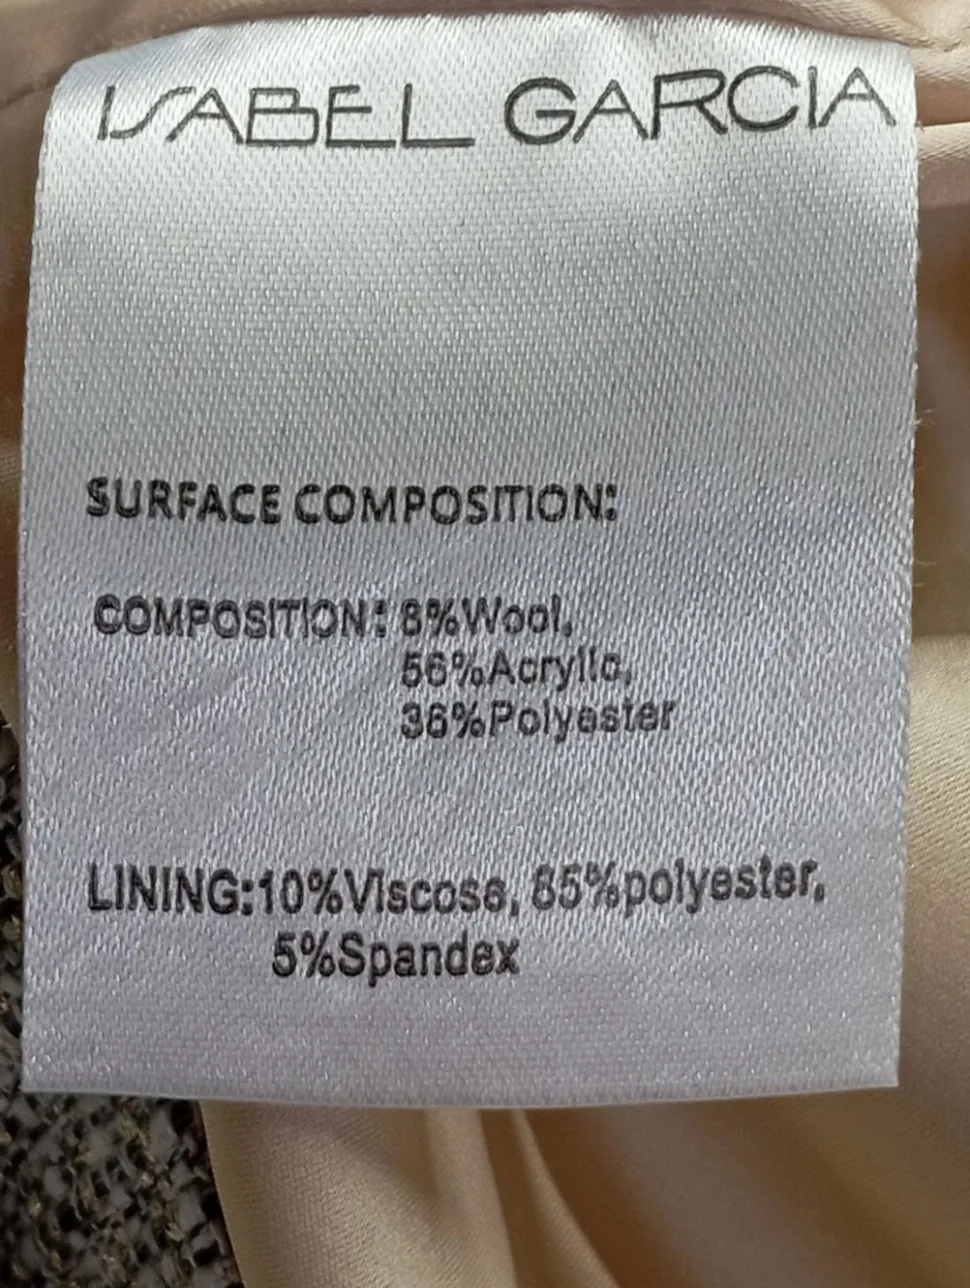 ISABEL GARCIA
SURFACE COMPOSITION:
COMPOSITION: 8%Wool,
56%Acrylic,
36%Polyester
LINING:10%Viscose, 85%polyester,
5%Spandex